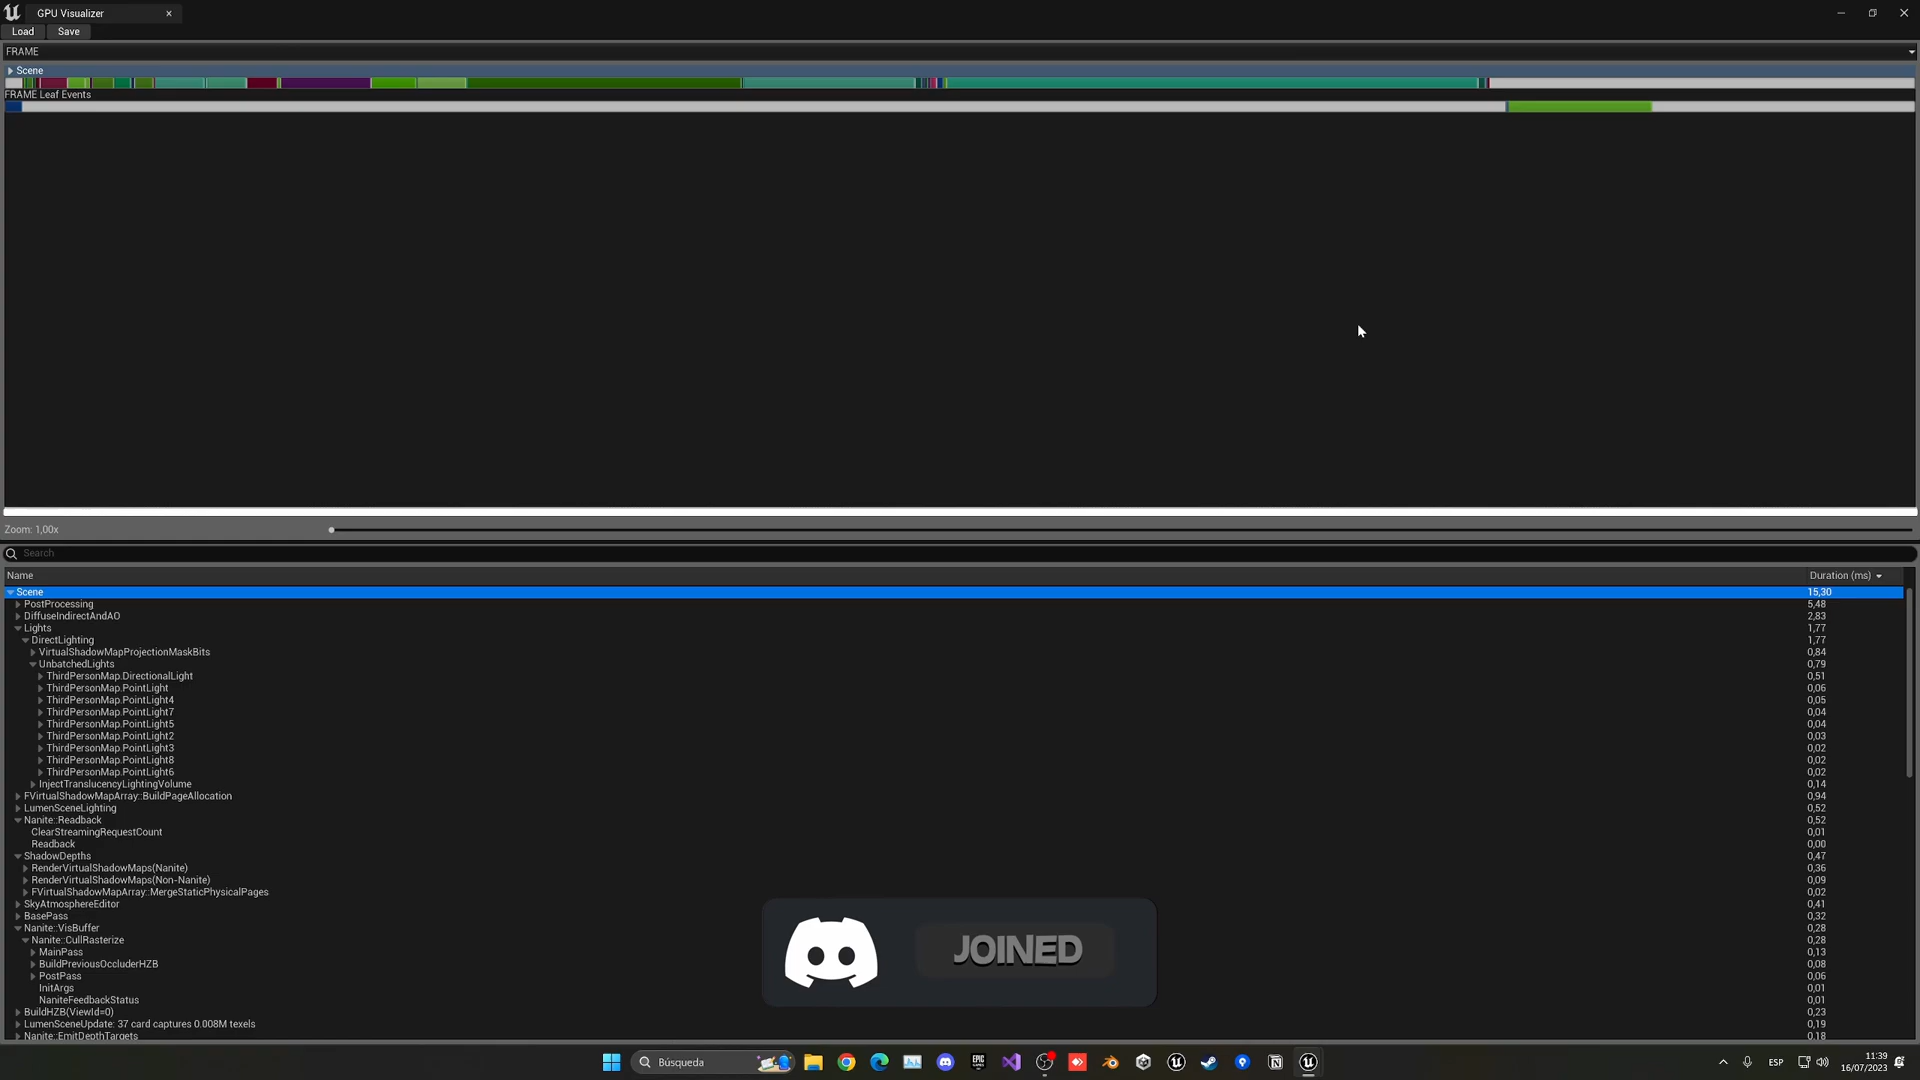 GPU Visualizer
Load Save
FRAME
Scene
FRAME Leaf Events
Zoom: 1,00x
Search
Name Duration (ms)
Scene 15,30
PostProcessing 5,48
DiffuseIndirectAndAO 2,83
Lights 1,77
DirectLighting 1,77
VirtualShadowMapProjectionMaskBits 0,84
UnbatchedLights 0,79
ThirdPersonMap.DirectionalLight 0,51
ThirdPersonMap.PointLight 0,06
ThirdPersonMap.PointLight4 0,05
ThirdPersonMap.PointLight7 0,04
ThirdPersonMap.PointLight5 0,04
ThirdPersonMap.PointLight2 0,03
ThirdPersonMap.PointLight3 0,02
ThirdPersonMap.PointLight8 0,02
ThirdPersonMap.PointLight6 0,02
InjectTranslucencyLightingVolume 0,14
FVirtualShadowMapArray::BuildPageAllocation 0,94
LumenSceneLighting 0,52
Nanite::Readback 0,52
ClearStreamingRequestCount 0,01
Readback 0,00
ShadowDepths 0,47
RenderVirtualShadowMaps(Nanite) 0,36
RenderVirtualShadowMaps(Non-Nanite) 0,09
FVirtualShadowMapArray::MergeStaticPhysicalPages 0,02
SkyAtmosphereEditor 0,41
BasePass 0,32
Nanite::VisBuffer 0,28
Nanite::CullRasterize 0,28
MainPass 0,13
BuildPreviousOccluderHZB 0,08
PostPass 0,06
InitArgs 0,01
NaniteFeedbackStatus 0,01
BuildHZB(ViewId=0) 0,23
LumenSceneUpdate: 37 card captures 0.008M texels 0,19
Nanite::EmitDepthTargets 0,18
JOINED
Búsqueda
EPIC GAMES
ESP
11:39
16/07/2023